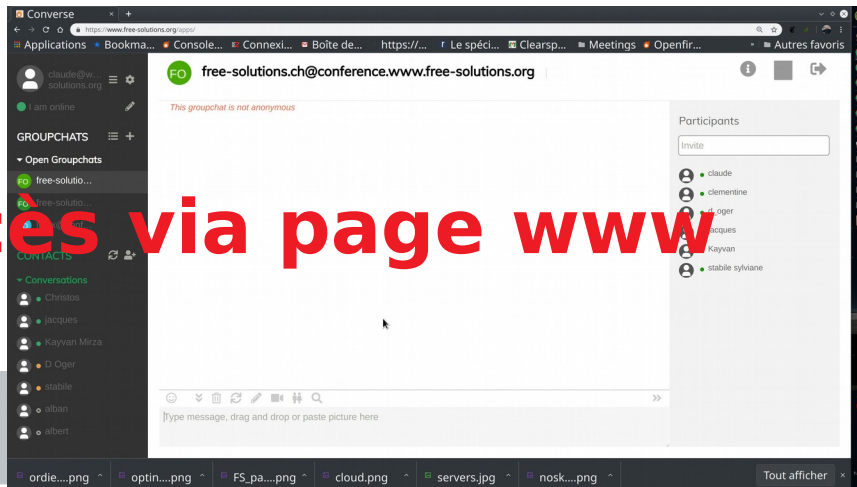 Converse
https://www.free-solutions.org/apps/
Applications
Bookma...
Console...
Connexi...
Boîte de...
https://...
Le spéci...
Clearsp...
Meetings
Openfir...
»
Autres favoris
claude@w...
solutions.org
I am online
GROUPCHATS
Open Groupchats
free-solutio...
free-solutio...
CONTACTS
Conversations
Christos
jacques
Kayvan Mirza
D Oger
stabile
alban
albert
FO
free-solutions.ch@conference.www.free-solutions.org
This groupchat is not anonymous
ès via page www
Type message, drag and drop or paste picture here
Participants
Invite
claude
clementine
d_oger
jacques
Kayvan
stabile sylviane
ordie....png
optin....png
FS_pa....png
cloud.png
servers.jpg
nosk....png
Tout afficher